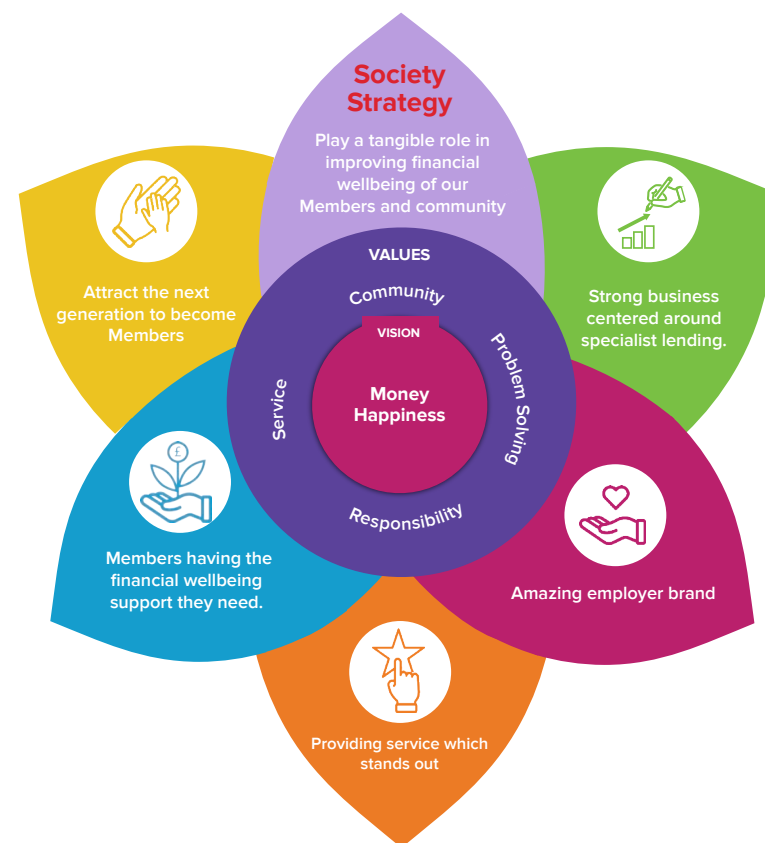 Society
Strategy
Play a tangible role in
improving financial
wellbeing of our
Members and community
Attract the next
generation to become
Members
Strong business
centered around
specialist lending.
VALUES
Community
Problem Solving
Responsibility
Service
VISION
Money
Happiness
£
Members having the
financial wellbeing
support they need.
Amazing employer brand
Providing service which
stands out